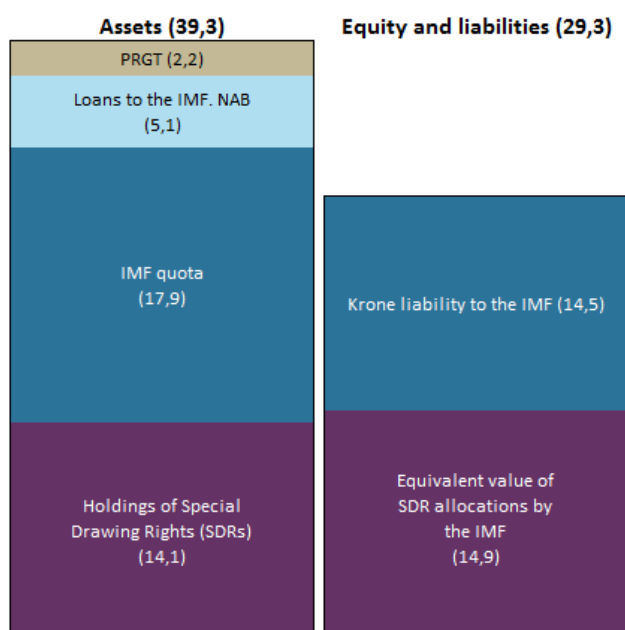 Assets (39,3)
Equity and liabilities (29,3)
PRGT (2,2)
Loans to the IMF. NAB
(5,1)
IMF quota
(17,9)
Krone liability to the IMF (14,5)
Holdings of Special
Drawing Rights (SDRs)
(14,1)
Equivalent value of
SDR allocations by
the IMF
(14,9)